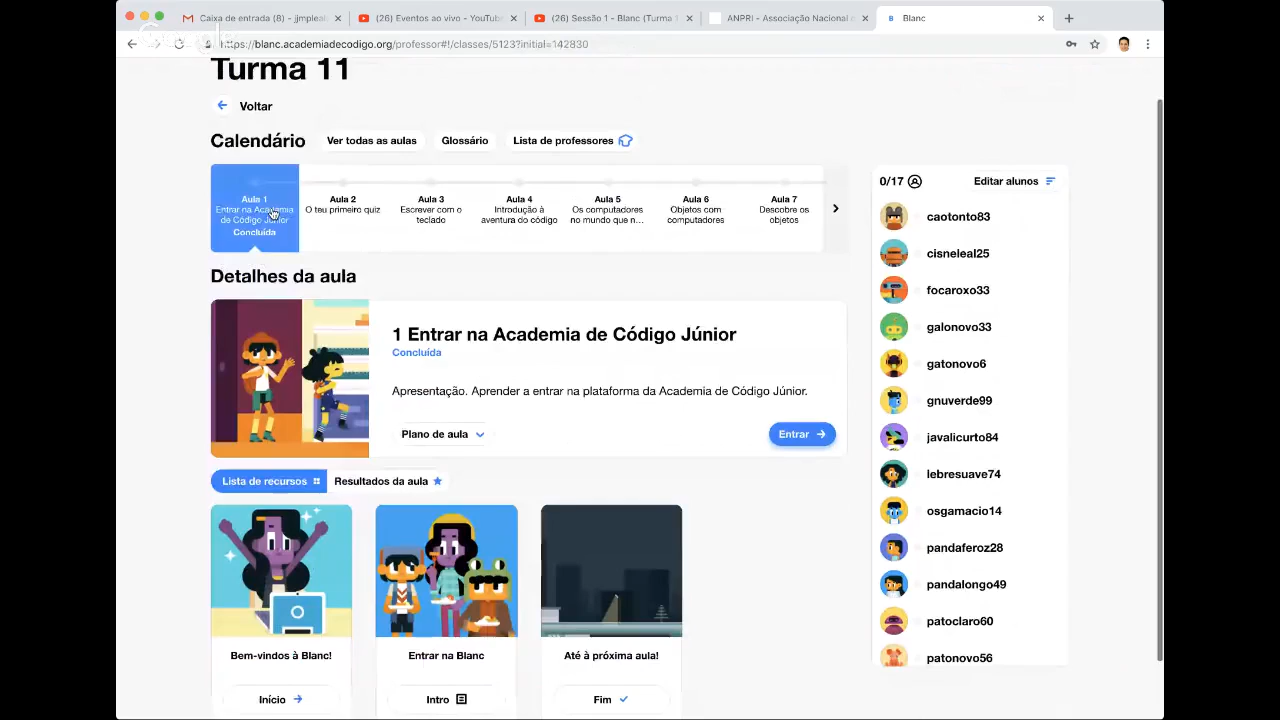 Caixa de entrada (8) - jjmpleal
(26) Eventos ao vivo - YouTube
(26) Sessão 1 - Blanc (Turma 1
ANPRI - Associação Nacional d
Blanc
https://blanc.academiadecodigo.org/professor#!/classes/5123?initial=142830
Turma 11
Voltar
Calendário
Ver todas as aulas
Glossário
Lista de professores
Aula 1
Entrar na Academia
de Código Júnior
Concluída
Aula 2
O teu primeiro quiz
Aula 3
Escrever com o
teclado
Aula 4
Introdução à
aventura do código
Aula 5
Os computadores
no mundo que n...
Aula 6
Objetos com
computadores
Aula 7
Descobre os
objetos
0/17
Editar alunos
caotonto83
cisneleal25
focaroxo33
galonovo33
gatonovo6
gnuverde99
javalicurto84
lebresuave74
osgamacio14
pandaferoz28
pandalongo49
patoclaro60
patonovo56
Detalhes da aula
1 Entrar na Academia de Código Júnior
Concluída
Apresentação. Aprender a entrar na plataforma da Academia de Código Júnior.
Plano de aula
Entrar
Lista de recursos
Resultados da aula
Bem-vindos à Blanc!
Início
Entrar na Blanc
Intro
Até à próxima aula!
Fim